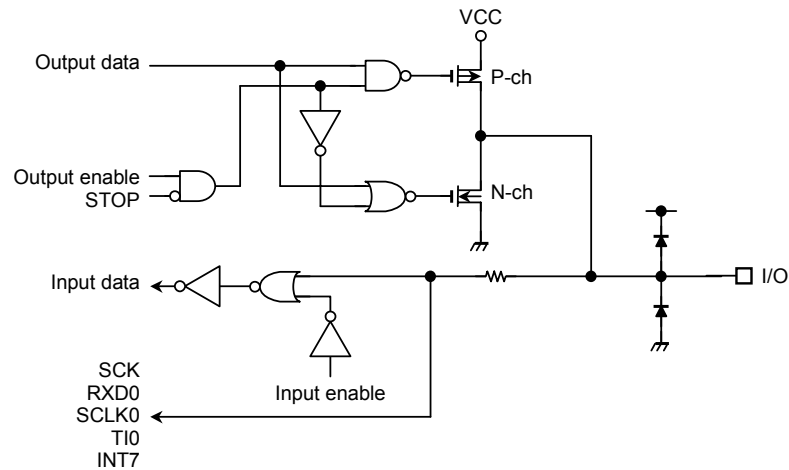 VCC
Output data
P-ch
Output enable
STOP
N-ch
Input data
I/O
Input enable
SCK
RXD0
SCLK0
TI0
INT7